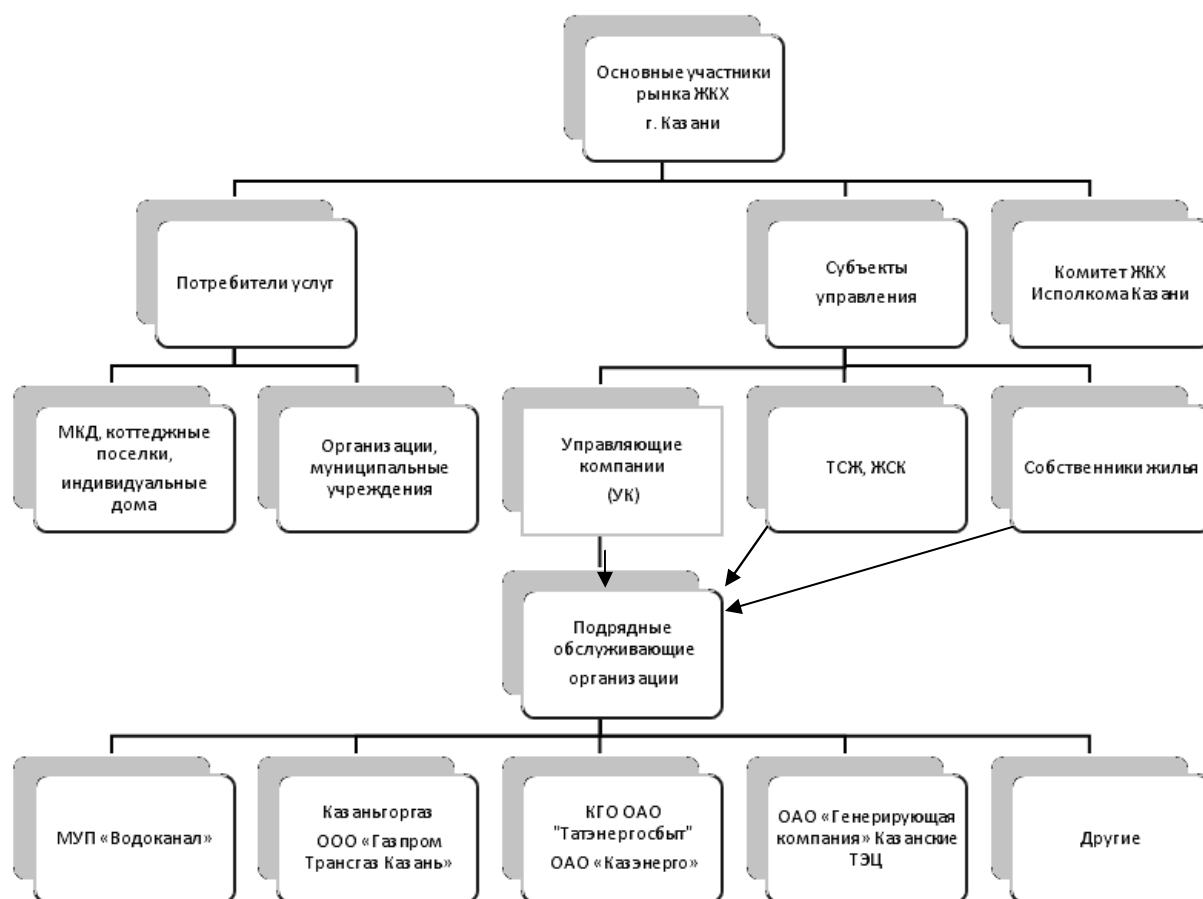 Основные участники
рынка ЖКХ
г. Казани
Потребители услуг
Субъекты
управления
Комитет ЖКХ
Исполкома Казани
МКД, коттеджные
поселки,
индивидуальные
дома
Организации,
муниципальные
учреждения
Управляющие
компании
(УК)
ТСЖ, ЖСК
Собственники жилья
Подрядные
обслуживающие
организации
МУП «Водоканал»
Казаньгоргаз
ООО «Газпром
Трансгаз Казань»
КГО ОАО
"Татэнергосбыт"
ОАО «Казэнерго»
ОАО «Генерирующая
компания» Казанские
ТЭЦ
Другие